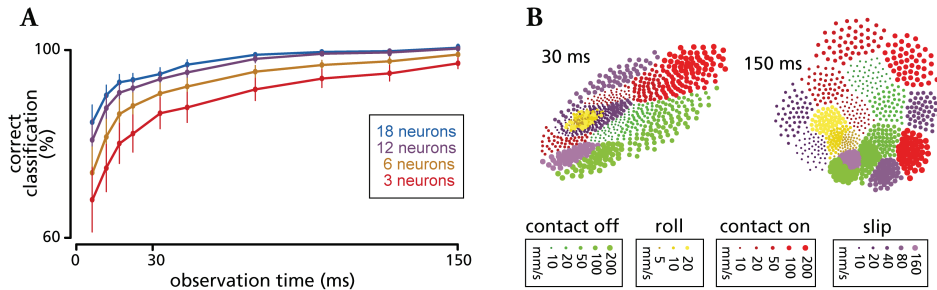 A
100
correct
classification
(%)
60
0
30
150
observation time (ms)
18 neurons
12 neurons
6 neurons
3 neurons
B
30 ms
150 ms
contact off
mm/s
10
20
50
100
200
roll
mm/s
5
10
20
contact on
mm/s
10
20
50
100
200
slip
mm/s
10
20
40
80
160